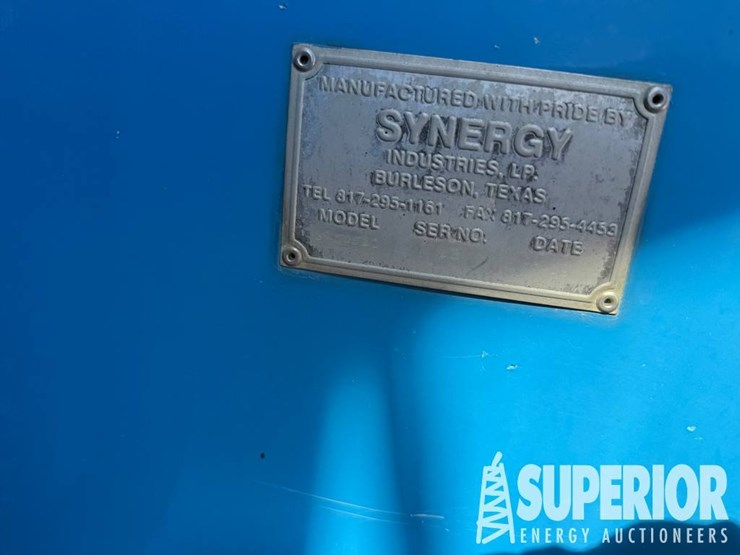 MANUFACTURED WITH PRIDE BY
SYNERGY
INDUSTRIES, LP.
BURLESON, TEXAS
TEL 817-295-1161 FAX 817-295-4453
MODEL SER NO. DATE
SUPERIOR
ENERGY AUCTIONEERS